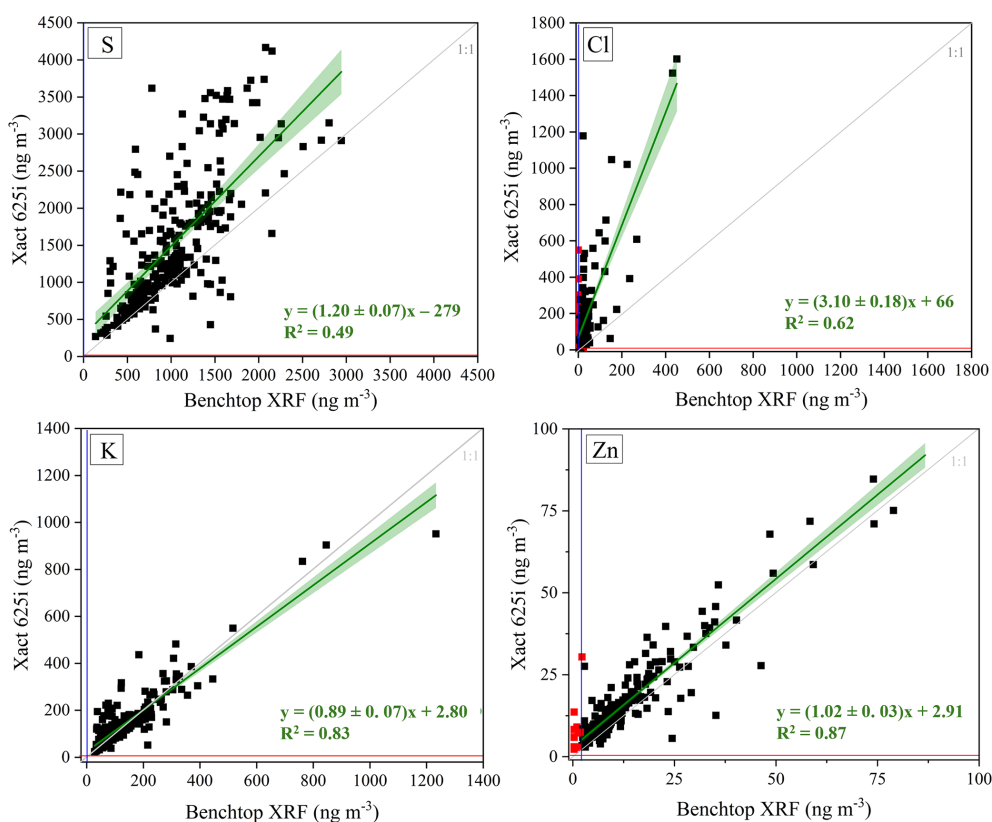 S
1:1
4500
4000
3500
3000
2500
2000
1500
1000
500
0
Xact 625i (ng m⁻³)
y = (1.20 ± 0.07)x – 279
R² = 0.49
0 500 1000 1500 2000 2500 3000 3500 4000 4500
Benchtop XRF (ng m⁻³)
Cl
1:1
1800
1600
1400
1200
1000
800
600
400
200
0
Xact 625i (ng m⁻³)
y = (3.10 ± 0.18)x + 66
R² = 0.62
0 200 400 600 800 1000 1200 1400 1600 1800
Benchtop XRF (ng m⁻³)
K
1:1
1400
1200
1000
800
600
400
200
0
Xact 625i (ng m⁻³)
y = (0.89 ± 0. 07)x + 2.80
R² = 0.83
0 200 400 600 800 1000 1200 1400
Benchtop XRF (ng m⁻³)
Zn
1:1
100
75
50
25
0
Xact 625i (ng m⁻³)
y = (1.02 ± 0. 03)x + 2.91
R² = 0.87
0 25 50 75 100
Benchtop XRF (ng m⁻³)